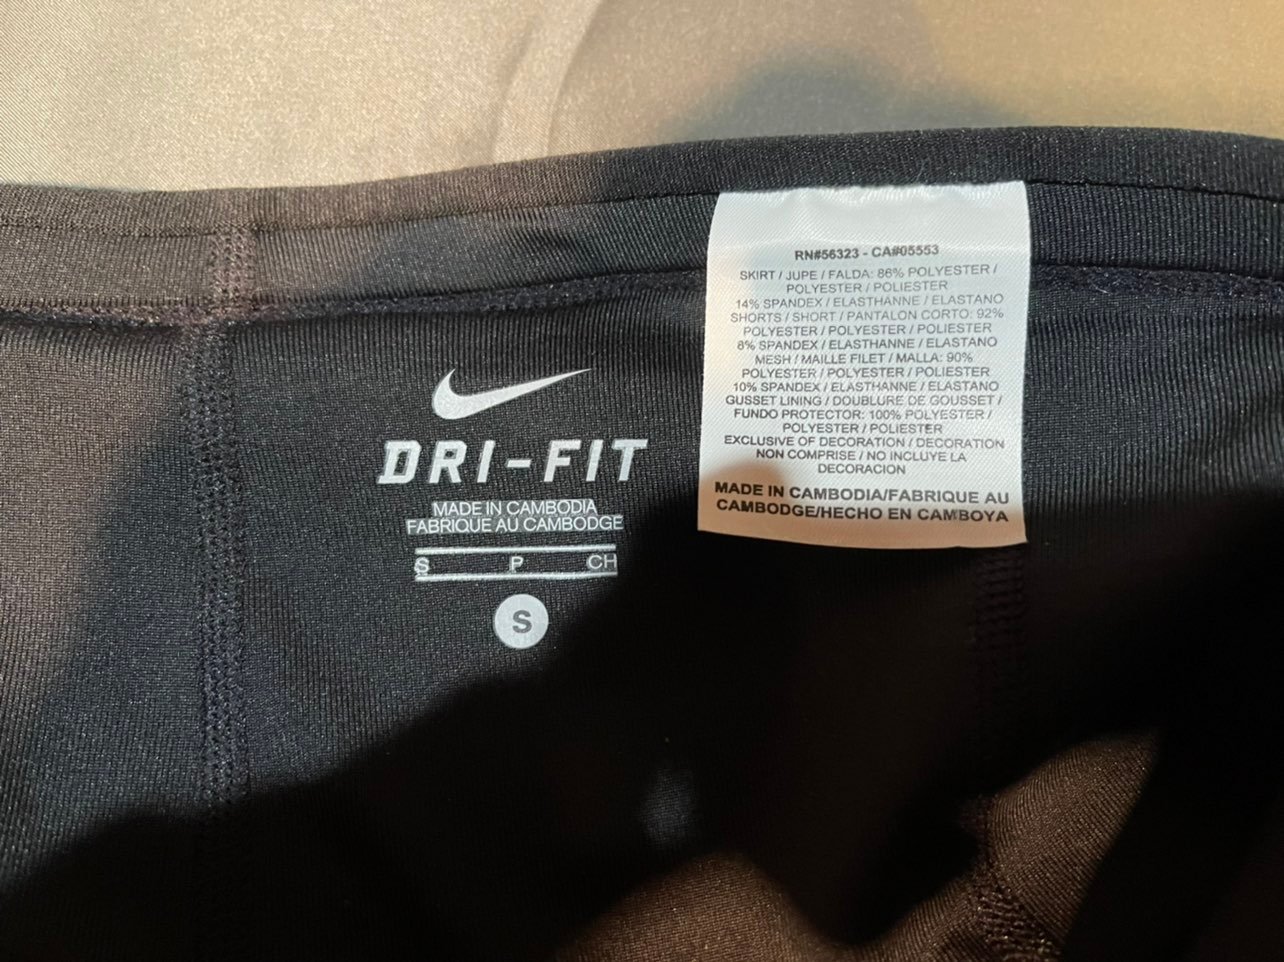 DRI-FIT
MADE IN CAMBODIA
FABRIQUE AU CAMBODGE
S P CH
S
RN#56323 - CA#05553
SKIRT / JUPE / FALDA: 86% POLYESTER /
POLYESTER / POLIESTER
14% SPANDEX / ELASTHANNE / ELASTANO
SHORTS / SHORT / PANTALON CORTO: 92%
POLYESTER / POLYESTER / POLIESTER
8% SPANDEX / ELASTHANNE / ELASTANO
MESH / MAILLE FILET / MALLA: 90%
POLYESTER / POLYESTER / POLIESTER
10% SPANDEX / ELASTHANNE / ELASTANO
GUSSET LINING / DOUBLURE DE GOUSSET /
FUNDO PROTECTOR: 100% POLYESTER /
POLYESTER / POLIESTER
EXCLUSIVE OF DECORATION / DECORATION
NON COMPRISE / NO INCLUYE LA
DECORACION
MADE IN CAMBODIA/FABRIQUE AU
CAMBODGE/HECHO EN CAMBOYA